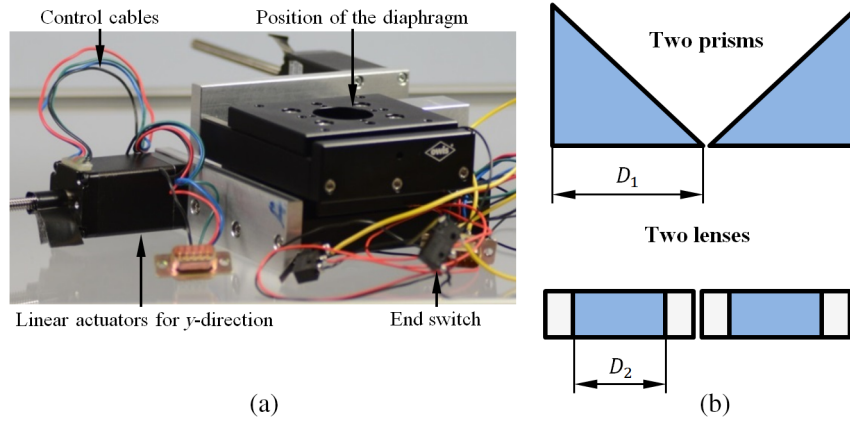 Control cables
Position of the diaphragm
Linear actuators for y-direction
End switch
(a)
Two prisms
D1
Two lenses
D2
(b)